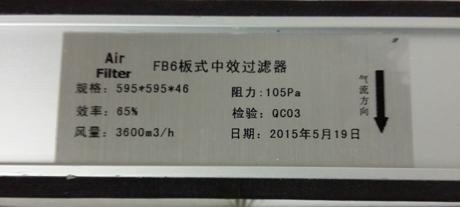 Air Filter FB6板式中效过滤器
规格：595*595*46 阻力：105Pa
效率：65% 检验：QC03
风量：3600m3/h 日期：2015年5月19日
气流方向